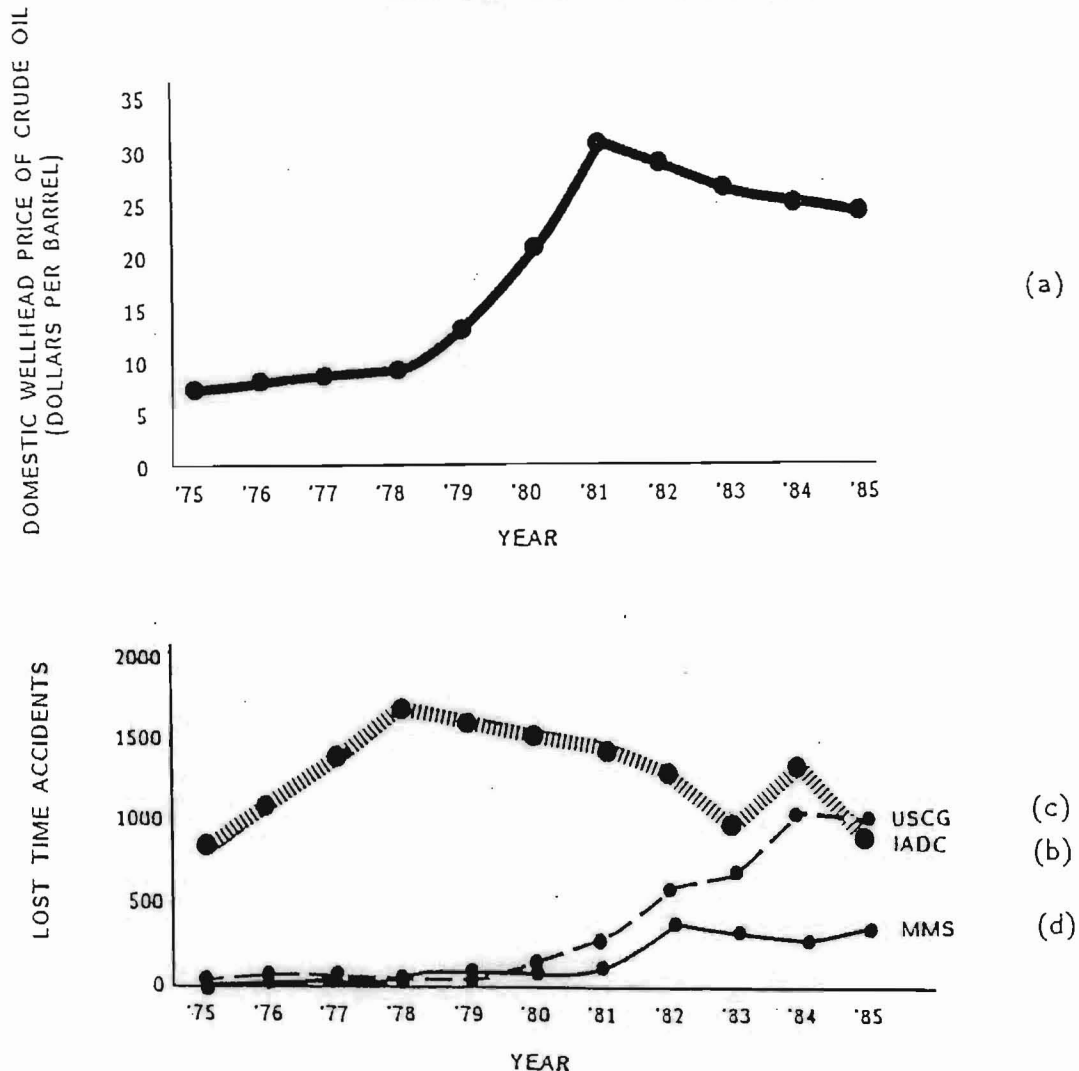 DOMESTIC WELLHEAD PRICE OF CRUDE OIL
(DOLLARS PER BARREL)
35
30
25
20
15
10
5
0
'75 '76 '77 '78 '79 '80 '81 '82 '83 '84 '85
YEAR
(a)
LOST TIME ACCIDENTS
2000
1500
1000
500
0
USCG (c)
IADC (b)
MMS (d)
'75 '76 '77 '78 '79 '80 '81 '82 '83 '84 '85
YEAR